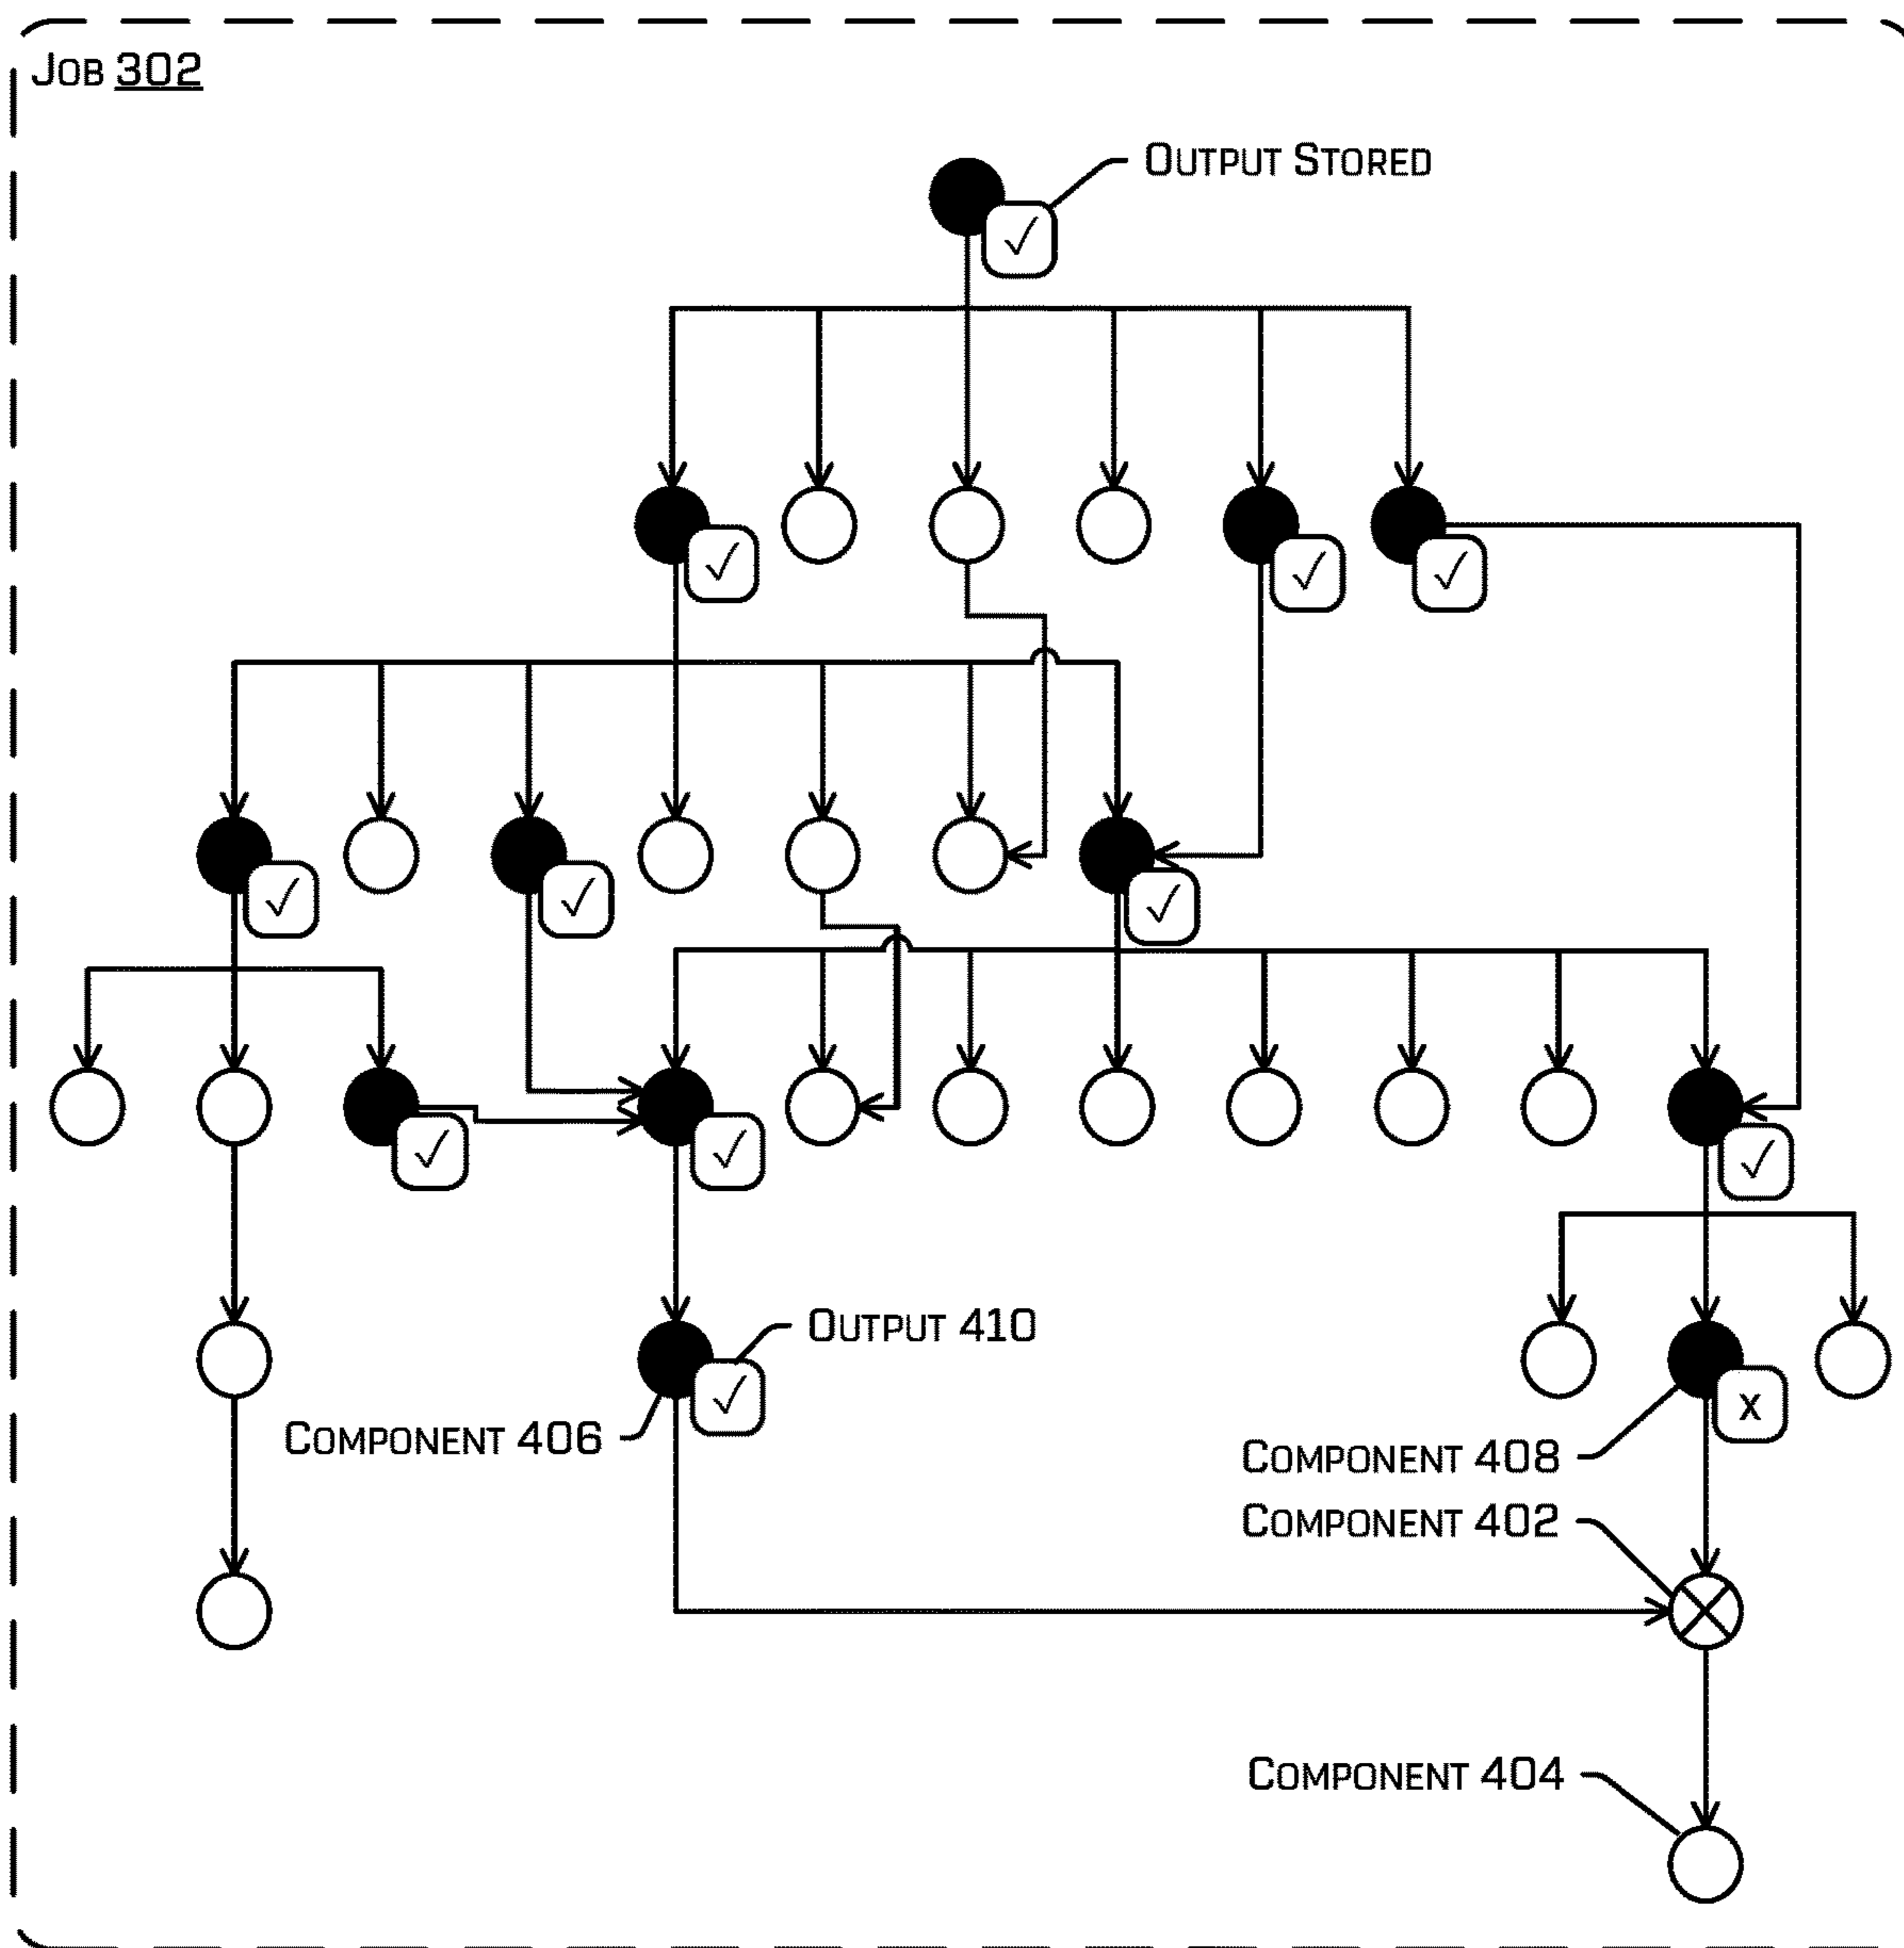 JOB 302
OUTPUT STORED
OUTPUT 410
COMPONENT 406
X
COMPONENT 408
COMPONENT 402
COMPONENT 404